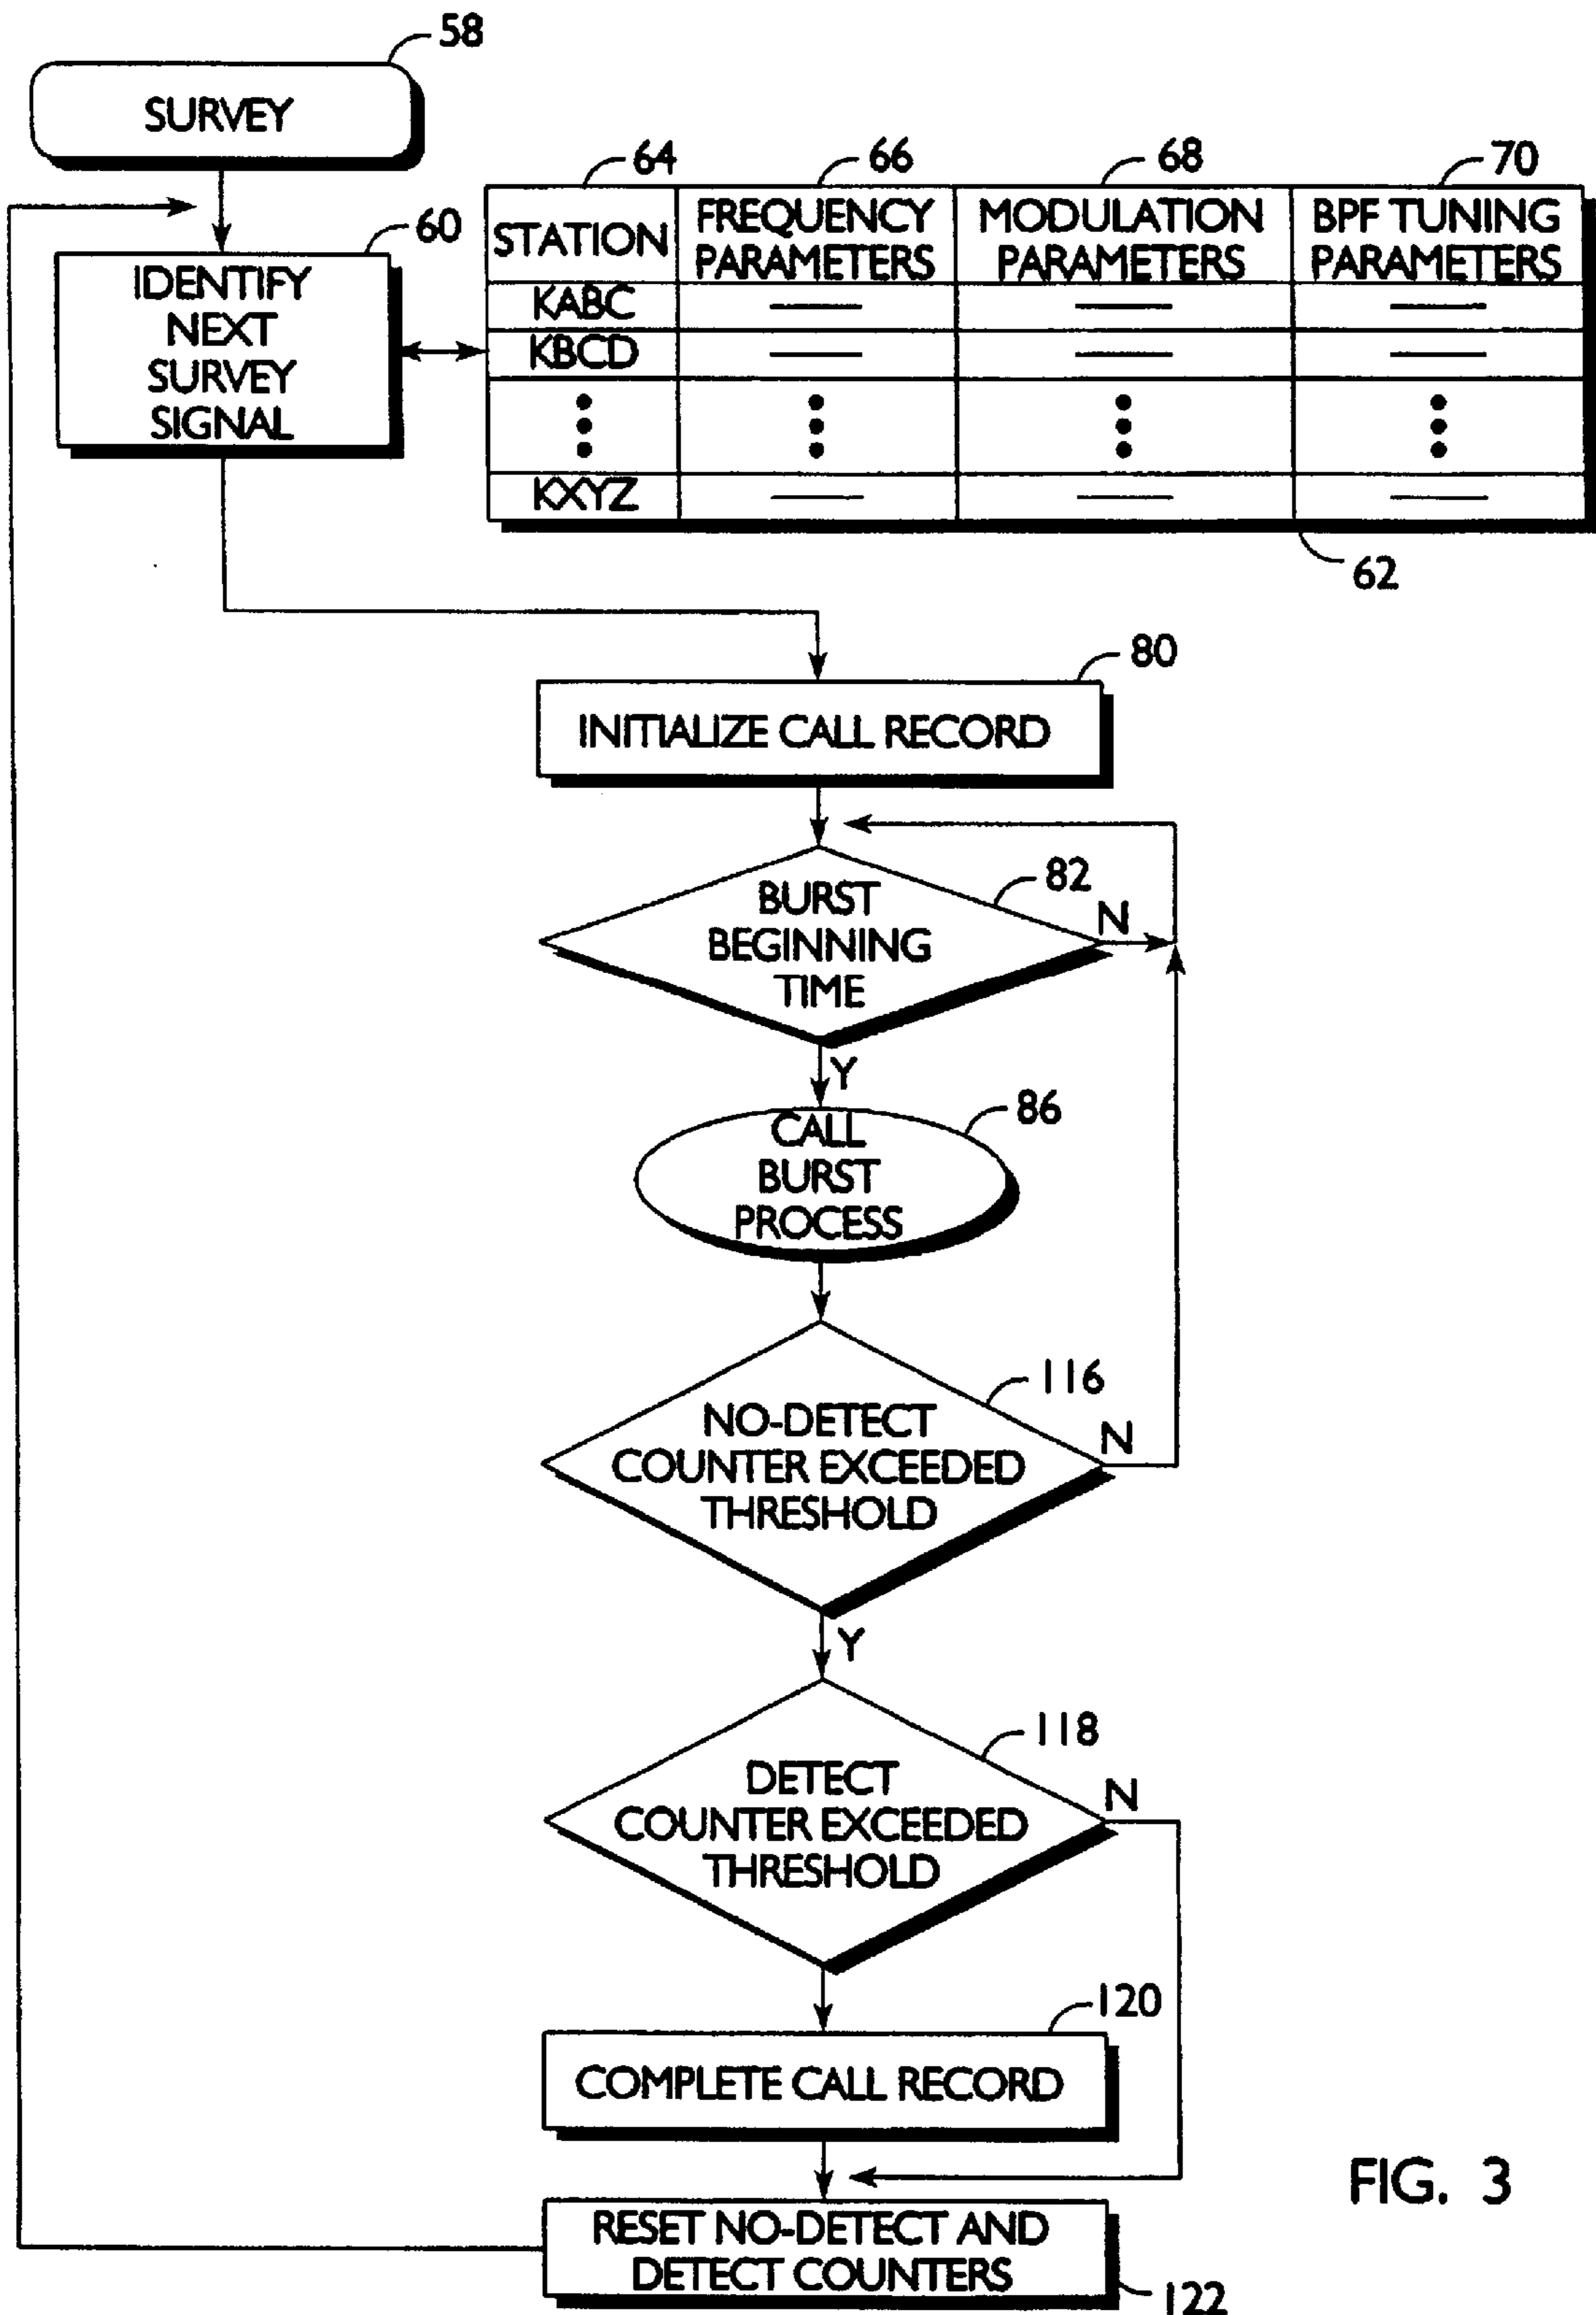 58
SURVEY
64
66
68
70
60
STATION
FREQUENCY
PARAMETERS
MODULATION
PARAMETERS
BPF TUNING
PARAMETERS
IDENTIFY
NEXT
SURVEY
SIGNAL
KABC
KBCD
KXYZ
62
80
INITIALIZE CALL RECORD
82
BURST
BEGINNING
TIME
N
Y
86
CALL
BURST
PROCESS
116
NO-DETECT
COUNTER EXCEEDED
THRESHOLD
N
Y
118
DETECT
COUNTER EXCEEDED
THRESHOLD
N
120
COMPLETE CALL RECORD
FIG. 3
RESET NO-DETECT AND
DETECT COUNTERS
122